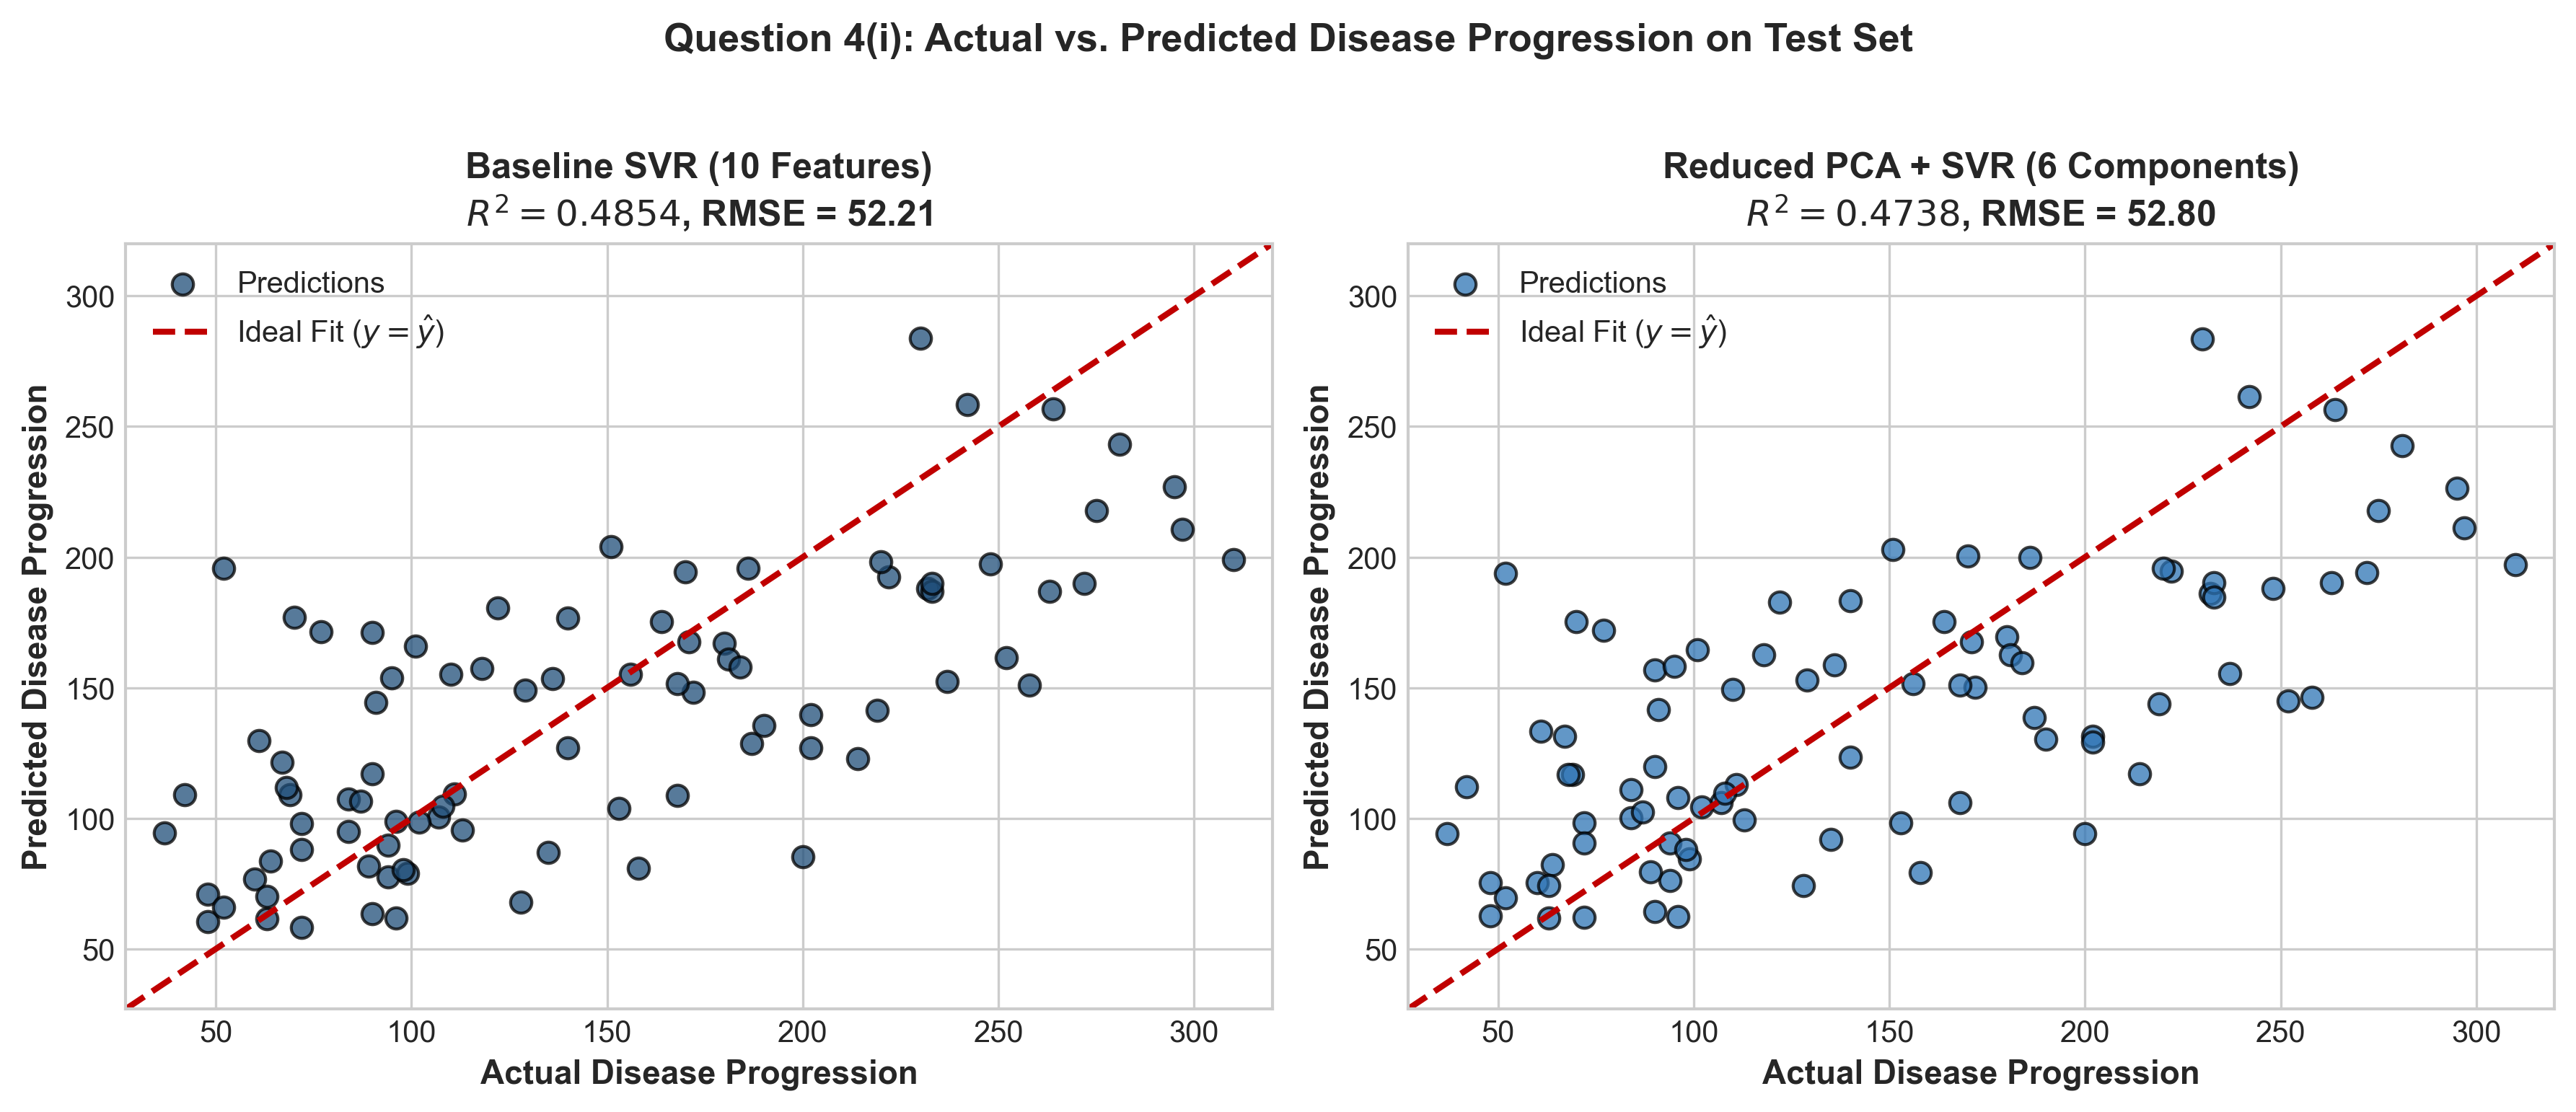 Question 4(i): Actual vs. Predicted Disease Progression on Test Set
Baseline SVR (10 Features)
R² = 0.4854, RMSE = 52.21
Predictions
Ideal Fit (y = ŷ)
300
250
200
150
100
50
Predicted Disease Progression
50 100 150 200 250 300
Actual Disease Progression
Reduced PCA + SVR (6 Components)
R² = 0.4738, RMSE = 52.80
Predictions
Ideal Fit (y = ŷ)
300
250
200
150
100
50
Predicted Disease Progression
50 100 150 200 250 300
Actual Disease Progression